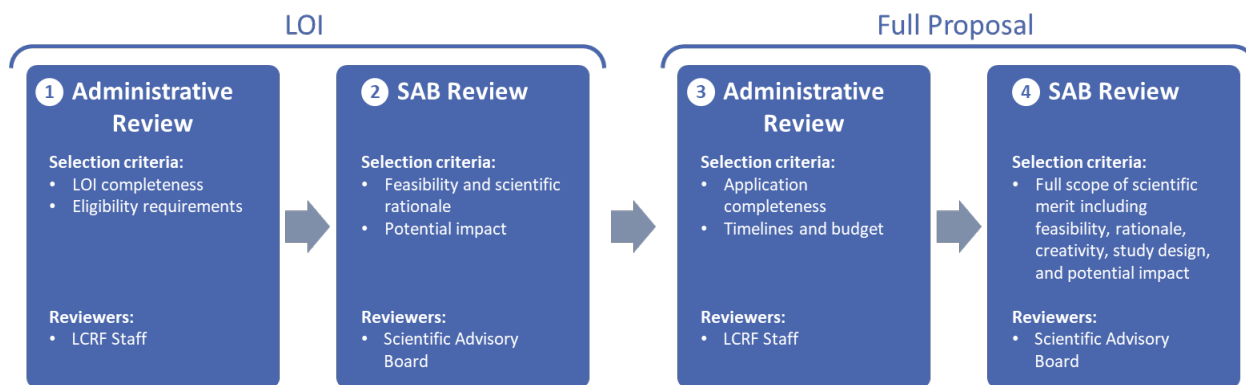 LOI
1 Administrative
Review
Selection criteria:
• LOI completeness
• Eligibility requirements
Reviewers:
• LCRF Staff
2 SAB Review
Selection criteria:
• Feasibility and scientific
rationale
• Potential impact
Reviewers:
• Scientific Advisory
Board
Full Proposal
3 Administrative
Review
Selection criteria:
• Application
completeness
• Timelines and budget
Reviewers:
• LCRF Staff
4 SAB Review
Selection criteria:
• Full scope of scientific
merit including
feasibility, rationale,
creativity, study design,
and potential impact
Reviewers:
• Scientific Advisory
Board